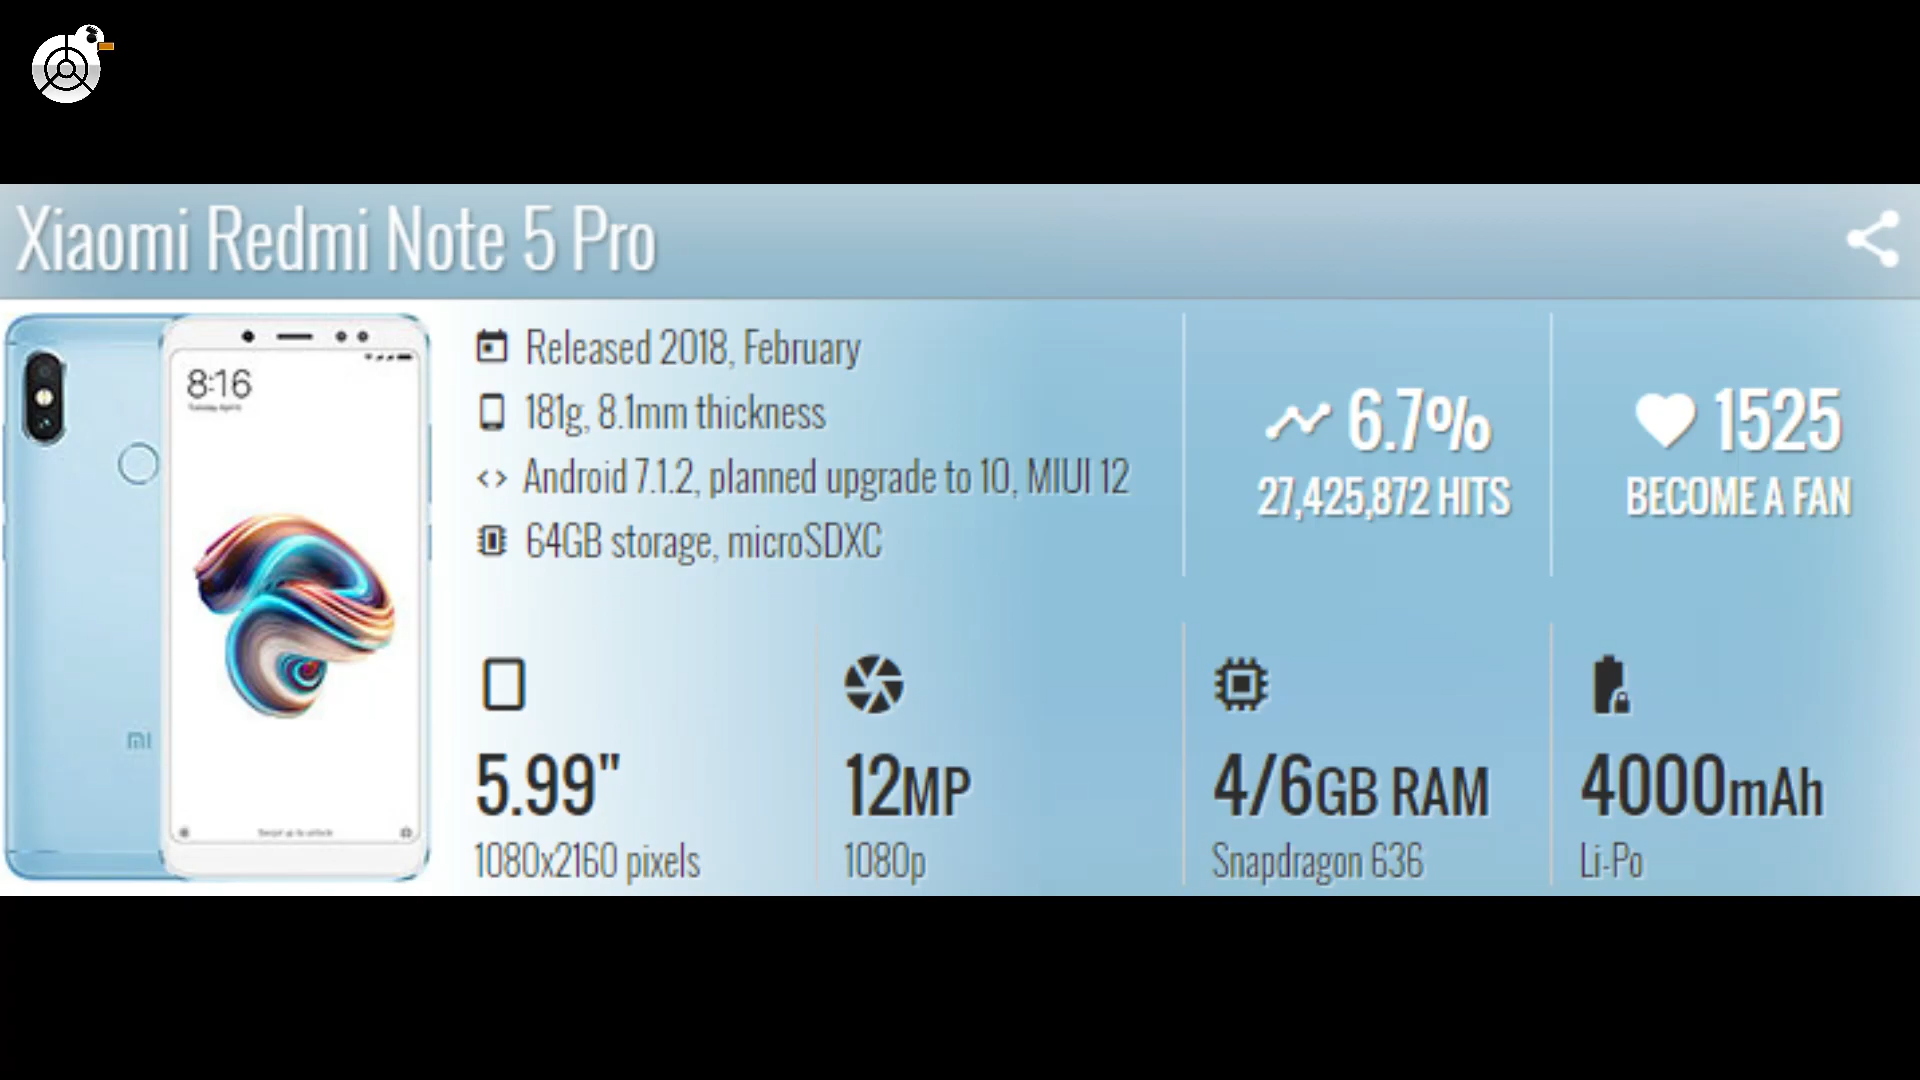 Xiaomi Redmi Note 5 Pro
8:16
Released 2018, February
181g, 8.1mm thickness
Android 7.1.2, planned upgrade to 10, MIUI 12
64GB storage, microSDXC
6.7%
27,425,872 HITS
1525
BECOME A FAN
MI
5.99"
1080x2160 pixels
12MP
1080p
4/6GB RAM
Snapdragon 636
4000mAh
Li-Po